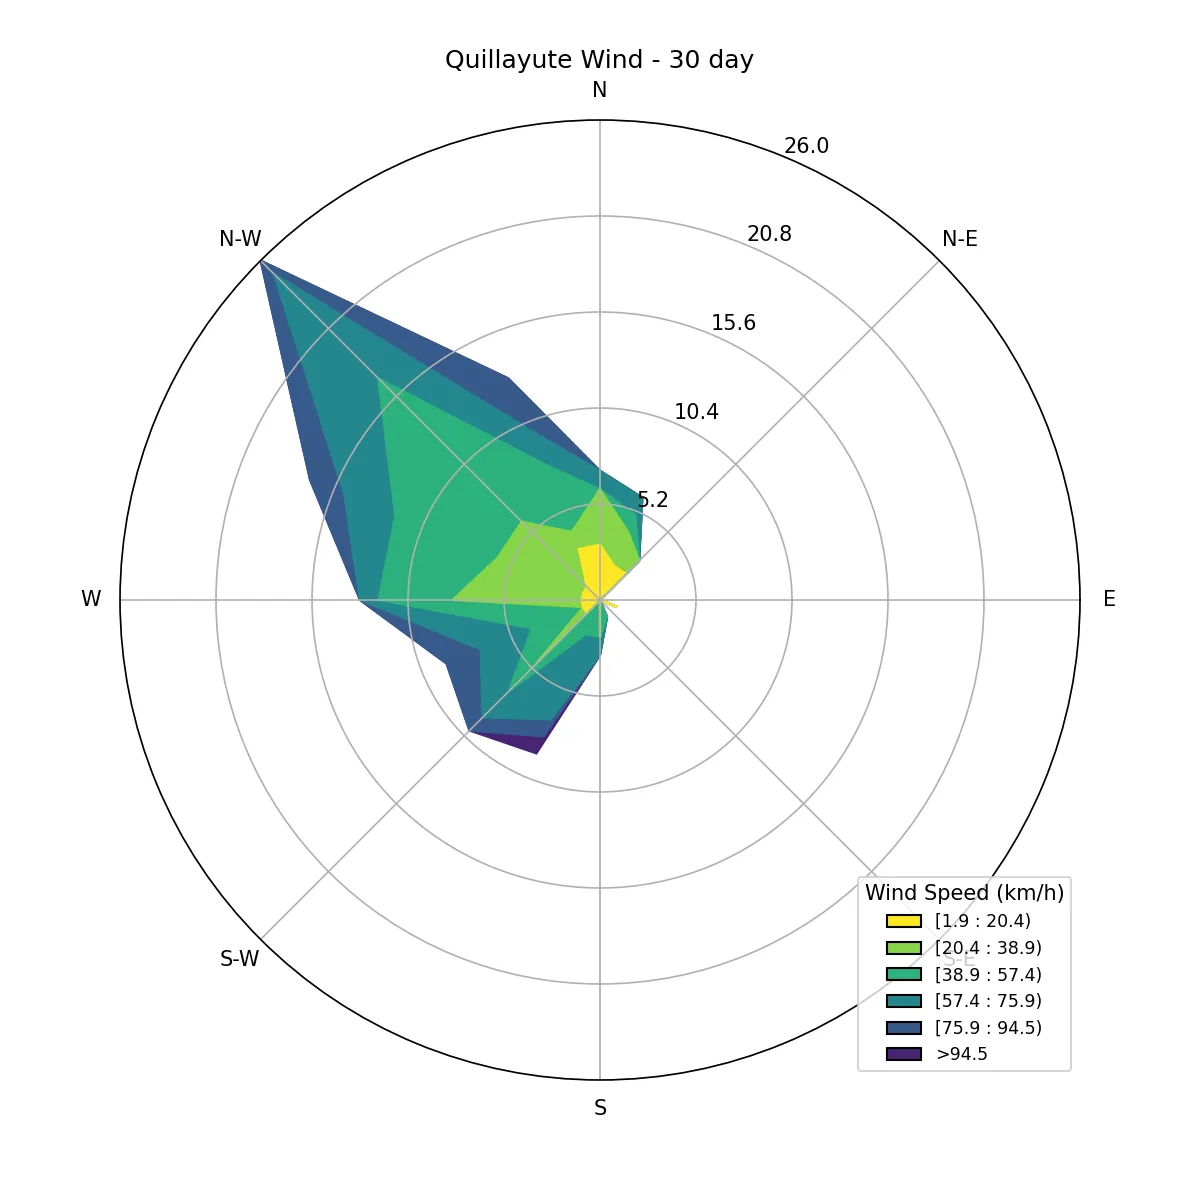 Quillayute Wind - 30 day
N
26.0
N-W
20.8
N-E
15.6
10.4
5.2
W
E
S-W
S-E
S
Wind Speed (km/h)
[1.9 : 20.4)
[20.4 : 38.9)
[38.9 : 57.4)
[57.4 : 75.9)
[75.9 : 94.5)
>94.5